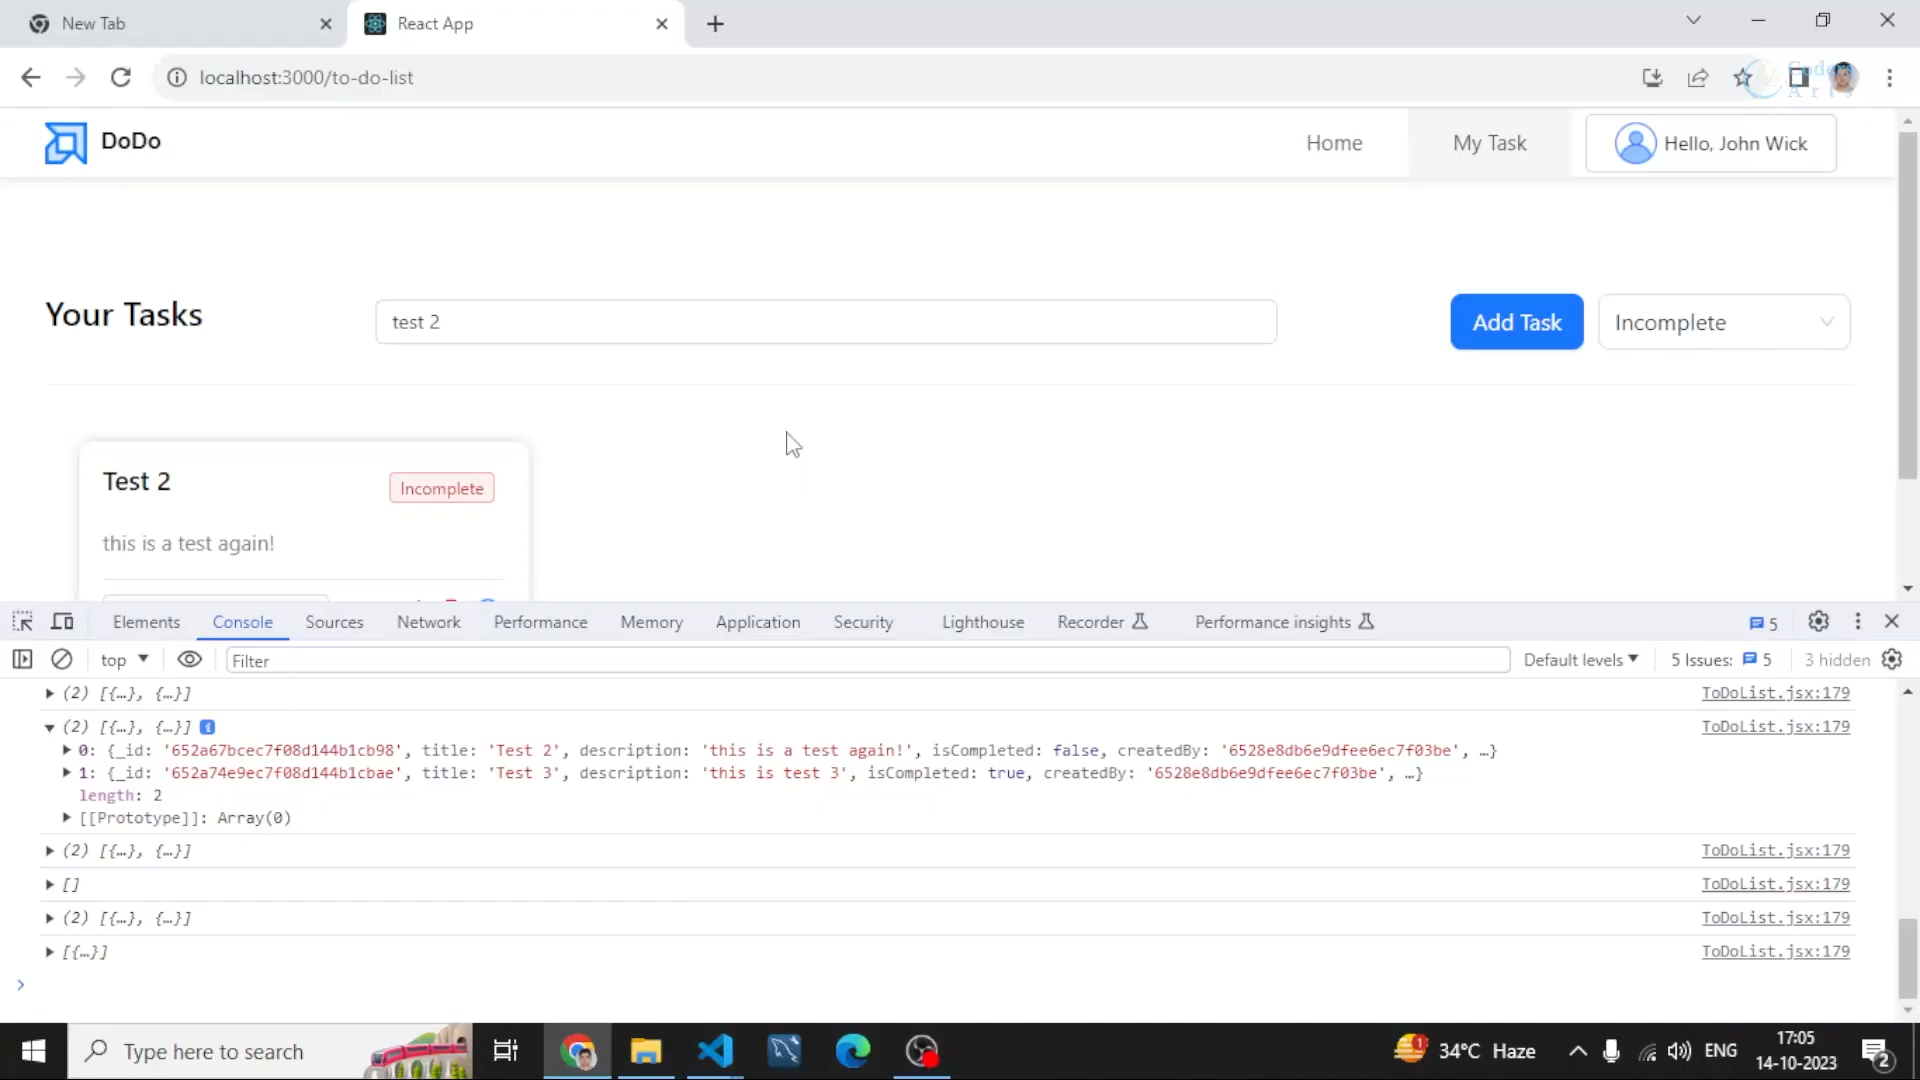 New Tab
React App
localhost:3000/to-do-list
Coders Arts
DoDo
Home
My Task
Hello, John Wick
Your Tasks
test 2
Add Task
Incomplete
Test 2
Incomplete
this is a test again!
Elements
Console
Sources
Network
Performance
Memory
Application
Security
Lighthouse
Recorder
Performance insights
5
top
Filter
Default levels
5 Issues:
5
3 hidden
(2) [{…}, {…}]
ToDoList.jsx:179
(2) [{…}, {…}]
ToDoList.jsx:179
0: {_id: '652a67bcec7f08d144b1cb98', title: 'Test 2', description: 'this is a test again!', isCompleted: false, createdBy: '6528e8db6e9dfee6ec7f03be', …}
1: {_id: '652a74e9ec7f08d144b1cbae', title: 'Test 3', description: 'this is test 3', isCompleted: true, createdBy: '6528e8db6e9dfee6ec7f03be', …}
length: 2
[[Prototype]]: Array(0)
(2) [{…}, {…}]
ToDoList.jsx:179
[]
ToDoList.jsx:179
(2) [{…}, {…}]
ToDoList.jsx:179
[{…}]
ToDoList.jsx:179
Type here to search
1
34°C Haze
ENG
17:05
14-10-2023
2